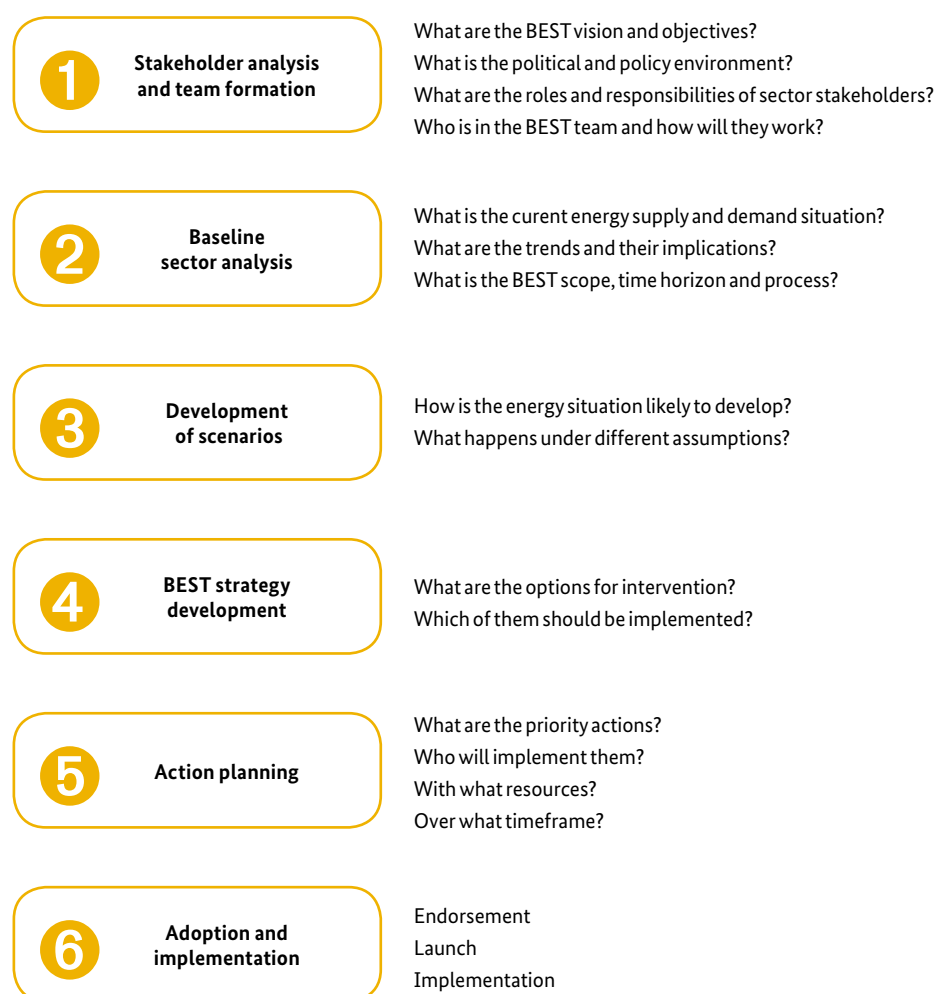 1
Stakeholder analysis
and team formation
What are the BEST vision and objectives?
What is the political and policy environment?
What are the roles and responsibilities of sector stakeholders?
Who is in the BEST team and how will they work?
2
Baseline
sector analysis
What is the curent energy supply and demand situation?
What are the trends and their implications?
What is the BEST scope, time horizon and process?
3
Development
of scenarios
How is the energy situation likely to develop?
What happens under different assumptions?
4
BEST strategy
development
What are the options for intervention?
Which of them should be implemented?
5
Action planning
What are the priority actions?
Who will implement them?
With what resources?
Over what timeframe?
6
Adoption and
implementation
Endorsement
Launch
Implementation